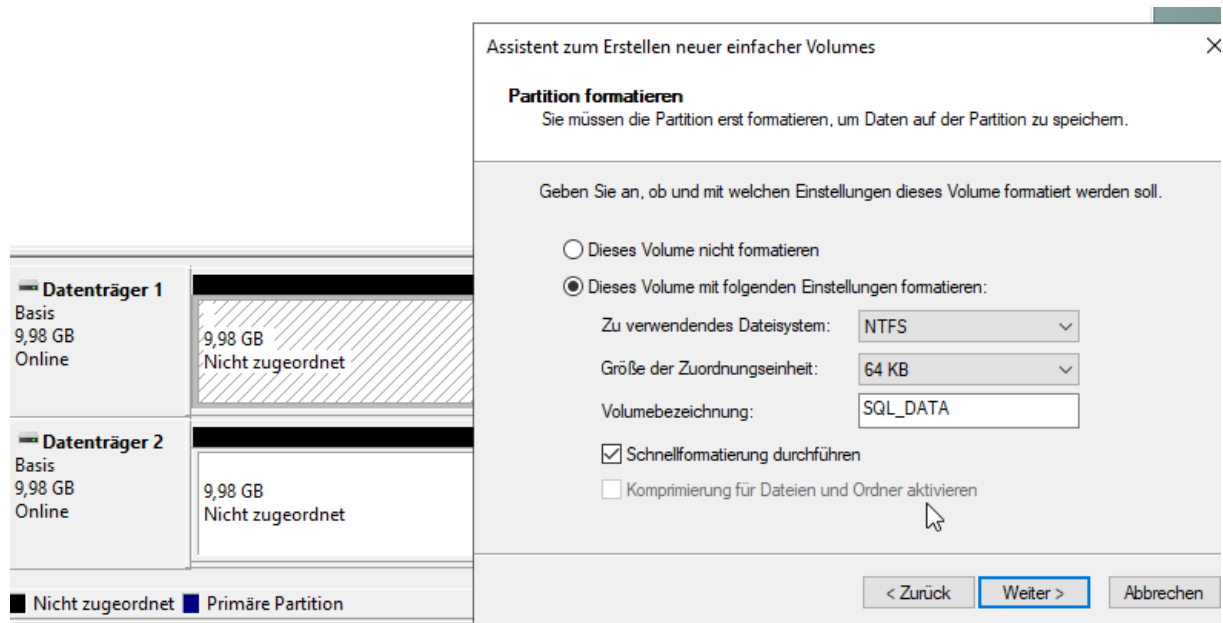 Assistent zum Erstellen neuer einfacher Volumes
Partition formatieren
Sie müssen die Partition erst formatieren, um Daten auf der Partition zu speichern.
Geben Sie an, ob und mit welchen Einstellungen dieses Volume formatiert werden soll.
Dieses Volume nicht formatieren
Dieses Volume mit folgenden Einstellungen formatieren:
Zu verwendendes Dateisystem: NTFS
Größe der Zuordnungseinheit: 64 KB
Volumebezeichnung: SQL_DATA
Schnellformatierung durchführen
Komprimierung für Dateien und Ordner aktivieren
< Zurück Weiter > Abbrechen
Datenträger 1
Basis
9,98 GB
Online
9,98 GB
Nicht zugeordnet
Datenträger 2
Basis
9,98 GB
Online
9,98 GB
Nicht zugeordnet
Nicht zugeordnet Primäre Partition